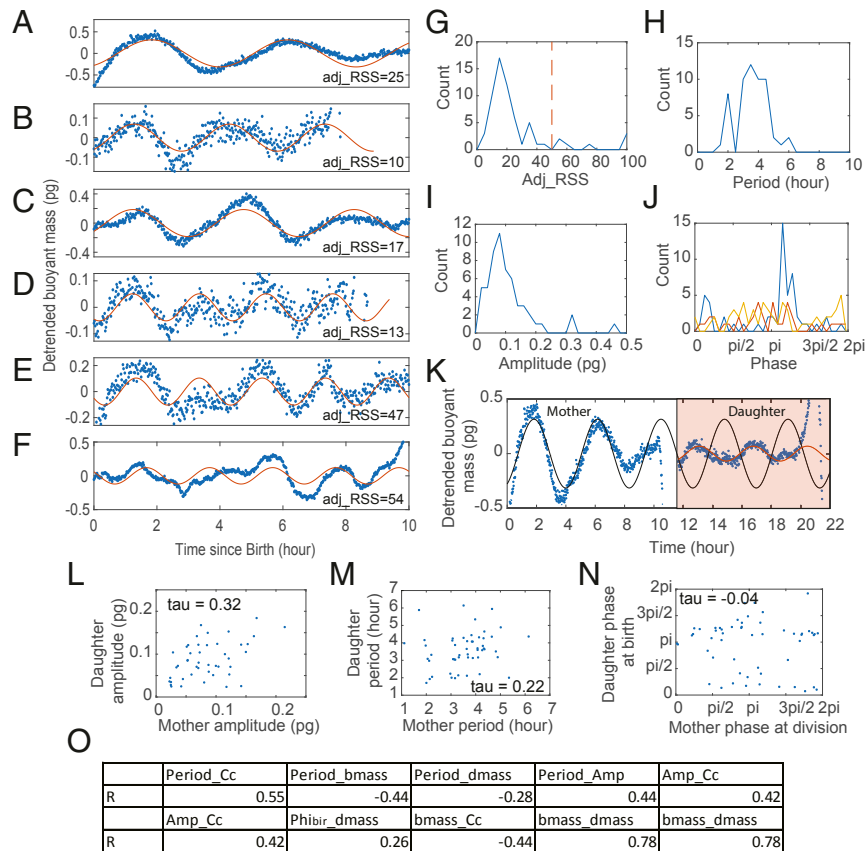 A
0.5
0
-0.5
adj_RSS=25
B
0.1
0
-0.1
adj_RSS=10
C
0.4
0
-0.4
adj_RSS=17
D
0.1
0
-0.1
adj_RSS=13
E
0.2
0
-0.2
adj_RSS=47
F
0.5
0
-0.5
adj_RSS=54
0 2 4 6 8 10
Time since Birth (hour)
Detrended buoyant mass (pg)
G
20
15
10
5
0
Count
0 20 40 60 80 100
Adj_RSS
H
15
10
5
0
Count
0 2 4 6 8 10
Period (hour)
I
12
10
8
6
4
2
0
Count
0 0.1 0.2 0.3 0.4 0.5
Amplitude (pg)
J
15
10
5
0
Count
0 pi/2 pi 3pi/2 2pi
Phase
K
Detrended buoyant
mass (pg)
0.5
0
-0.5
Mother
Daughter
0 2 4 6 8 10 12 14 16 18 20 22
Time (hour)
L
Daughter
amplitude (pg)
0.2
0.1
0
tau = 0.32
0 0.1 0.2
Mother amplitude (pg)
M
Daughter
period (hour)
7
6
5
4
3
2
1
tau = 0.22
1 2 3 4 5 6 7
Mother period (hour)
N
Daughter phase
at birth
2pi
3pi/2
pi
pi/2
0
tau = -0.04
0 pi/2 pi 3pi/2 2pi
Mother phase at division
O
Period_Cc Period_bmass Period_dmass Period_Amp Amp_Cc
R 0.55 -0.44 -0.28 0.44 0.42
Amp_Cc Phibir_dmass bmass_Cc bmass_dmass bmass_dmass
R 0.42 0.26 -0.44 0.78 0.78